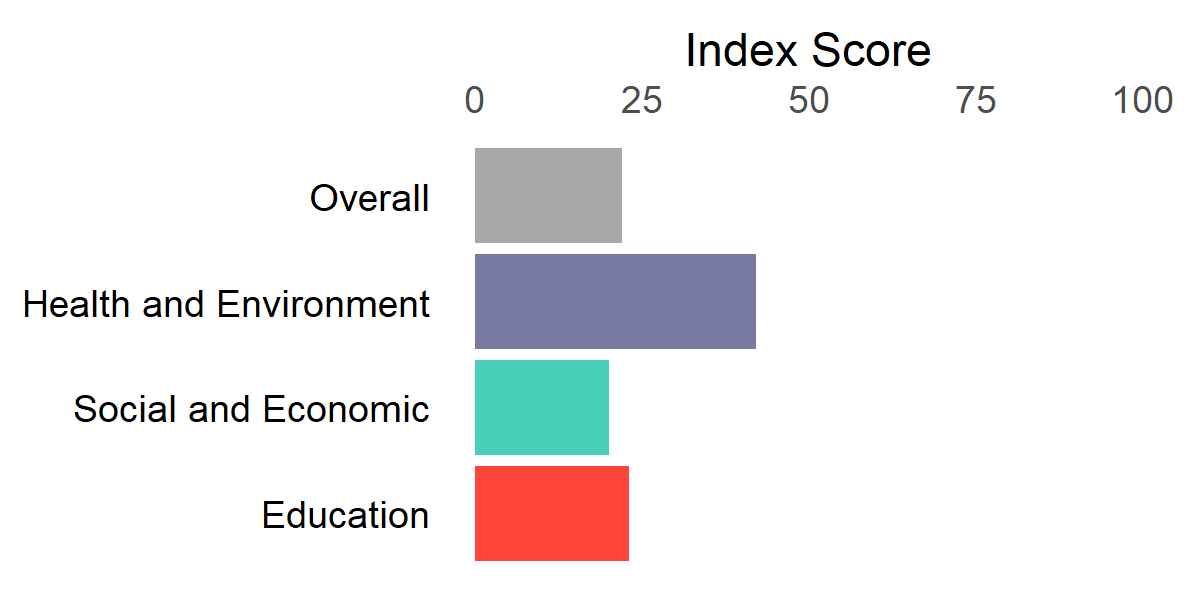 Index Score
0 25 50 75 100
Overall
Health and Environment
Social and Economic
Education